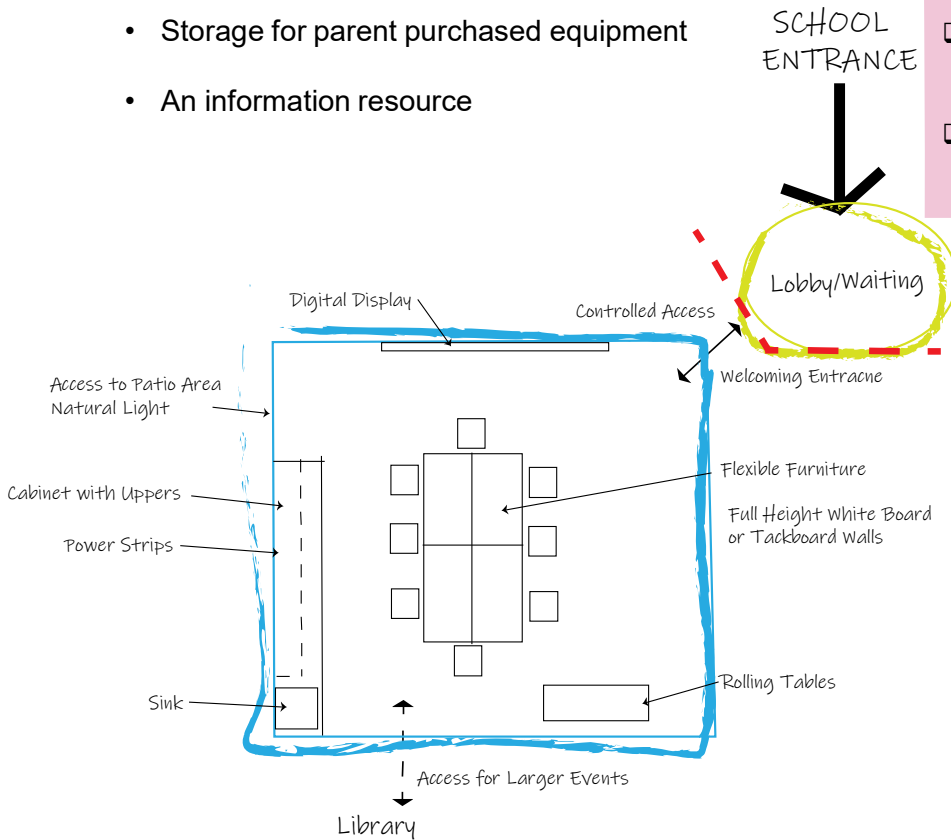 • Storage for parent purchased equipment
• An information resource
SCHOOL
ENTRANCE
Lobby/Waiting
Digital Display
Controlled Access
Welcoming Entracne
Access to Patio Area
Natural Light
Cabinet with Uppers
Power Strips
Flexible Furniture
Full Height White Board
or Tackboard Walls
Sink
Rolling Tables
Access for Larger Events
Library